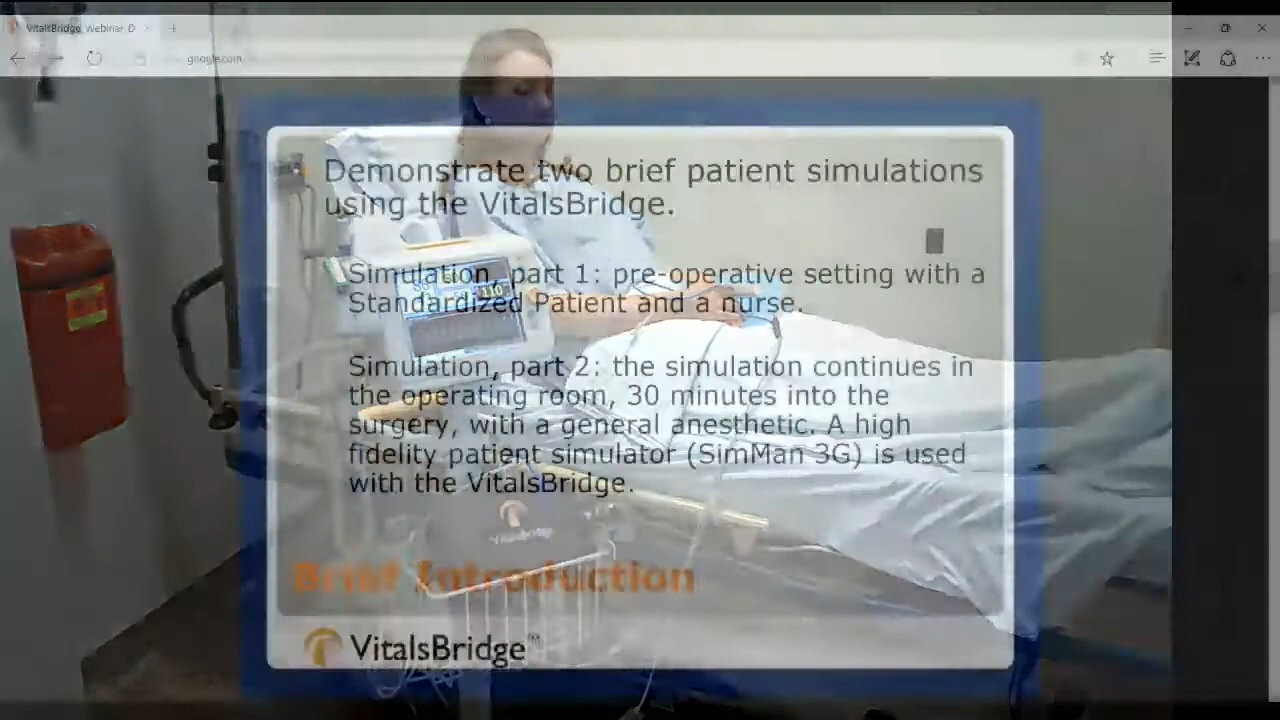 VitalsBridge Webinar D
google.com
Demonstrate two brief patient simulations
using the VitalsBridge.
Simulation, part 1: pre-operative setting with a
Standardized Patient and a nurse.
110
Simulation, part 2: the simulation continues in
the operating room, 30 minutes into the
surgery, with a general anesthetic. A high
fidelity patient simulator (SimMan 3G) is used
with the VitalsBridge.
VitalsBridge
Brief Introduction
VitalsBridge™